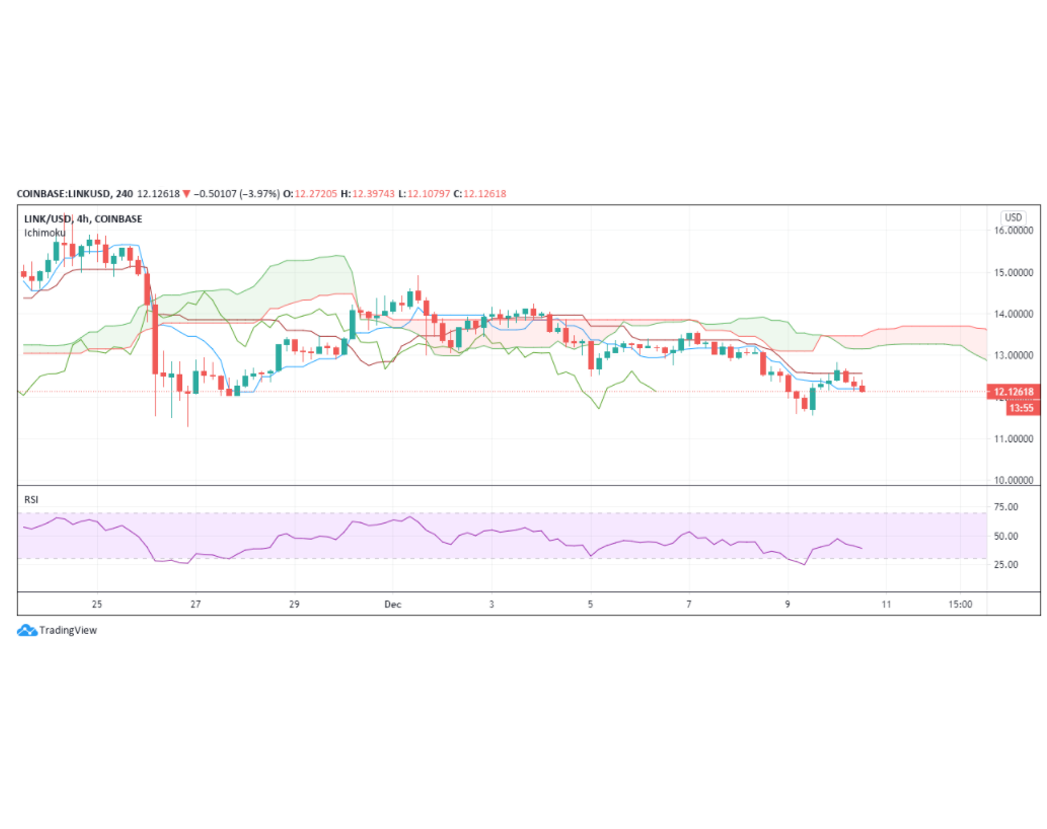 COINBASE:LINKUSD, 240 12.12618 ▼ −0.50107 (−3.97%) O:12.27205 H:12.39743 L:12.10797 C:12.12618
LINK/USD, 4h, COINBASE
USD
Ichimoku
16.00000
15.00000
14.00000
13.00000
12.12618
13:55
11.00000
10.00000
RSI
75.00
50.00
25.00
25 27 29 Dec 3 5 7 9 11 15:00
TradingView